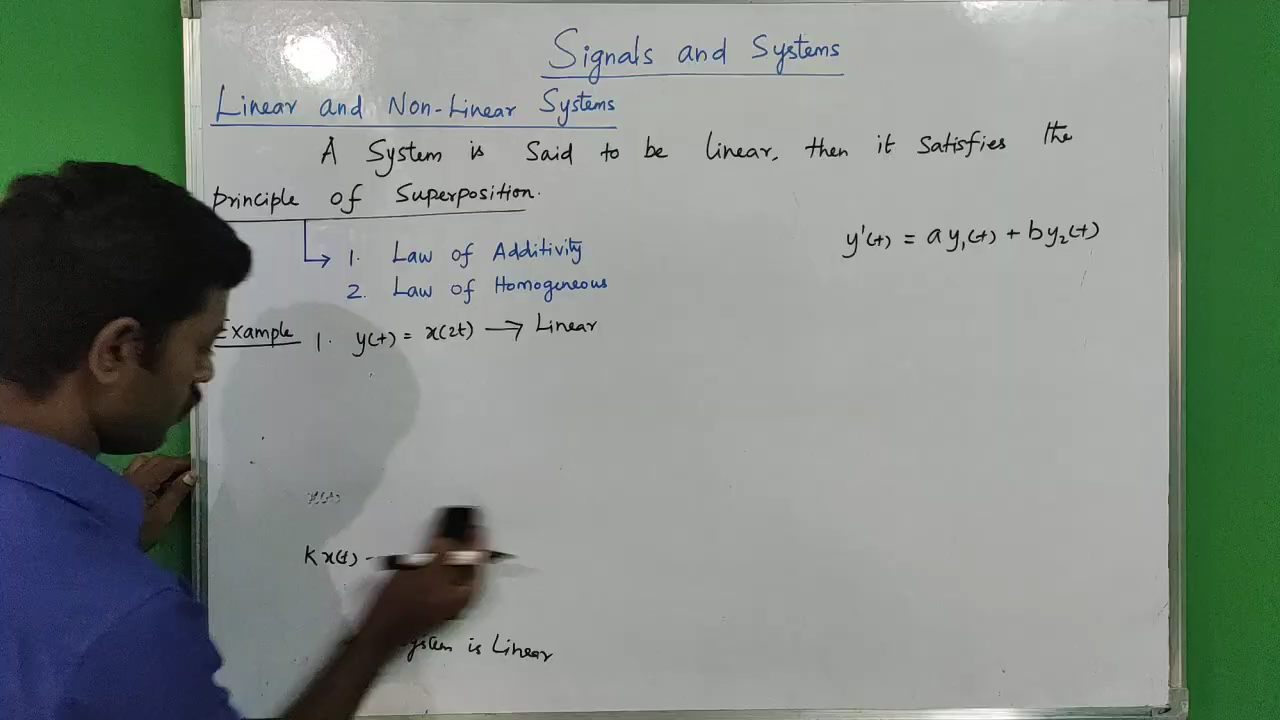 Signals and Systems
Linear and Non-Linear Systems
A System is said to be linear, then it satisfies the
principle of Superposition.
y'(t) = a y₁(t) + b y₂(t)
1. Law of Additivity
2. Law of Homogeneous
Example 1. y(t) = x(2t) → Linear
x(t)
K x(t) -
System is Linear